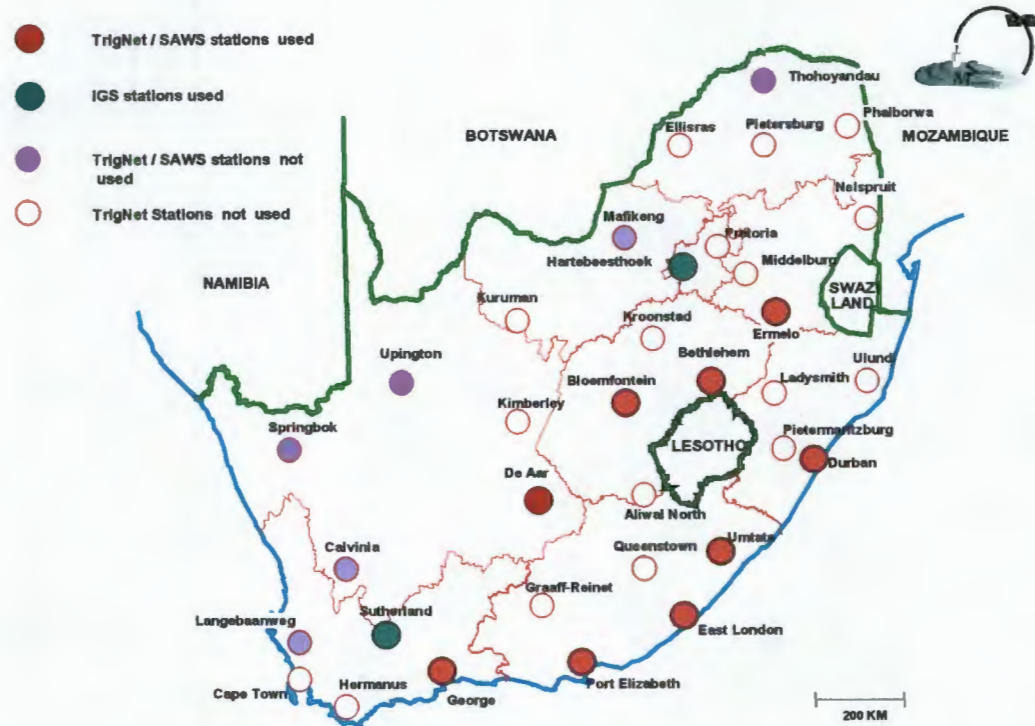 TrigNet / SAWS stations used
IGS stations used
TrigNet / SAWS stations not
used
TrigNet Stations not used
BOTSWANA
NAMIBIA
MOZAMBIQUE
Thohoyandau
Phalborwa
Ellisras
Pietersburg
Nelspruit
Mafikeng
Pretoria
Hartebeesthoek
Middelburg
SWAZI
LAND
Kuruman
Kroonstad
Ermelo
Upington
Bethlehem
Ulundi
Bloemfontein
Ladysmith
Kimberley
Springbok
LESOTHO
Pietermaritzburg
Durban
De Aar
Aliwal North
Calvinia
Queenstown
Umtata
Graaff-Reinet
Sutherland
Langebaanweg
East London
Cape Town
Hermanus
George
Port Elizabeth
200 KM